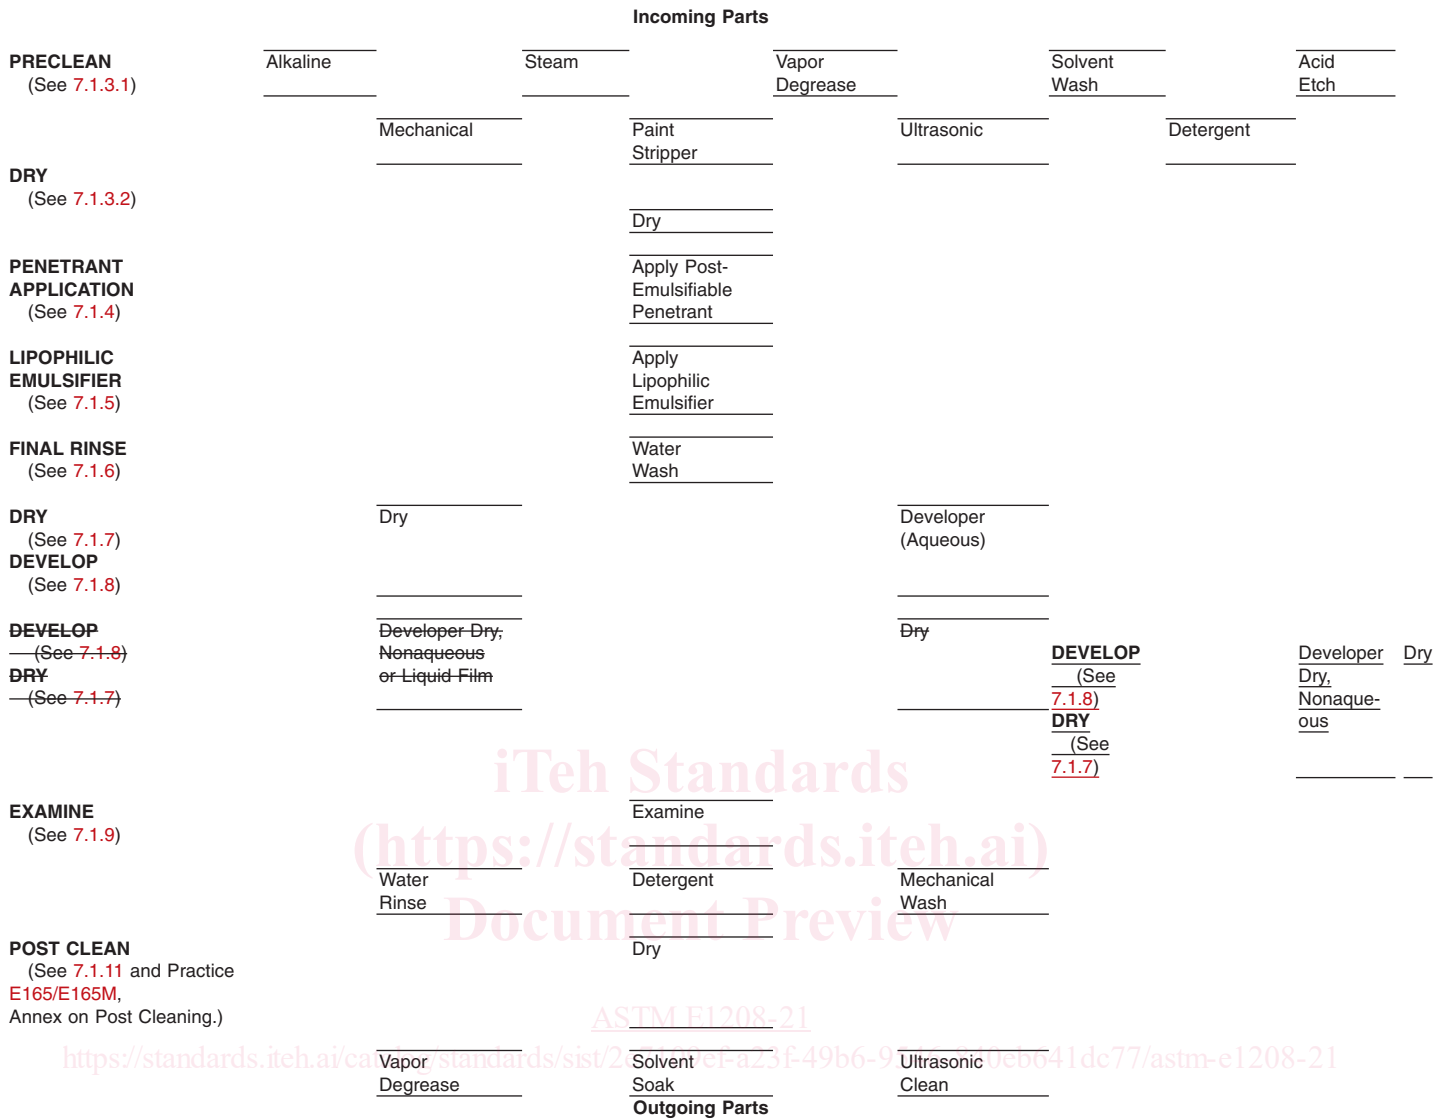 Incoming Parts
PRECLEAN Alkaline Steam Vapor Solvent Acid
(See 7.1.3.1) Degrease Wash Etch
Mechanical Paint Ultrasonic Detergent
Stripper
DRY
(See 7.1.3.2)
Dry
PENETRANT Apply Post-
APPLICATION Emulsifiable
(See 7.1.4) Penetrant
LIPOPHILIC Apply
EMULSIFIER Lipophilic
(See 7.1.5) Emulsifier
FINAL RINSE Water
(See 7.1.6) Wash
DRY Dry Developer
(See 7.1.7) (Aqueous)
DEVELOP
(See 7.1.8)
DEVELOP Developer Dry, Dry
(See 7.1.8) Nonaqueous DEVELOP Developer Dry
DRY or Liquid Film (See Dry,
(See 7.1.7) 7.1.8) Nonaque-
DRY ous
(See
7.1.7)
iTeh Standards
EXAMINE Examine
(See 7.1.9)
(https://standards.iteh.ai)
Water Detergent Mechanical
Rinse Wash
Document Preview
POST CLEAN Dry
(See 7.1.11 and Practice
E165/E165M,
Annex on Post Cleaning.)
ASTM E1208-21
Vapor Solvent Ultrasonic
Degrease Soak Clean
Outgoing Parts